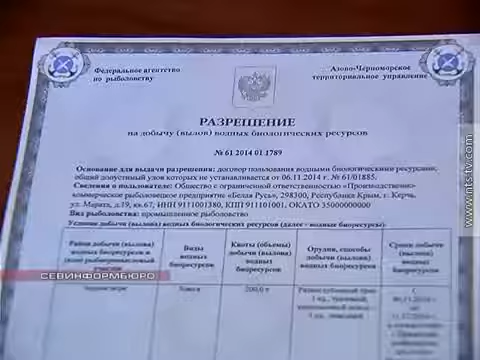 Федеральное агентство
по рыболовству
Азово-Черноморское
территориальное управление
РАЗРЕШЕНИЕ
на добычу (вылов) водных биологических ресурсов
№ 61 2014 01 1789
Основание для выдачи разрешения: договор пользования водными биологическими ресурсами,
общий допустимый улов которых не устанавливается от 06.11.2014 г. № 61/01885.
Сведения о пользователе: Общество с ограниченной ответственностью «Производственно-
коммерческое рыболовецкое предприятие «Белая Русь», 298300, Республика Крым, г. Керчь,
ул. Марата, д.19, кв.67, ИНН 9111001380, КПП 911101001, ОКАТО 35000000000
Вид рыболовства: промышленное рыболовство
Условия добычи (вылова) водных биологических ресурсов (далее - водные биоресурсы)
Район добычи (вылова)
водных биоресурсов и
Виды
водных
биоресурсов
Квоты (объемы)
добычи (вылова)
водных
биоресурсов
Орудия, способы
добычи (вылова)
водных
биоресурсов
Сроки добычи
(вылова)
водных
биоресурсов
200,0 т
СЕВИНФОРМБЮРО
www.nts-tv.com